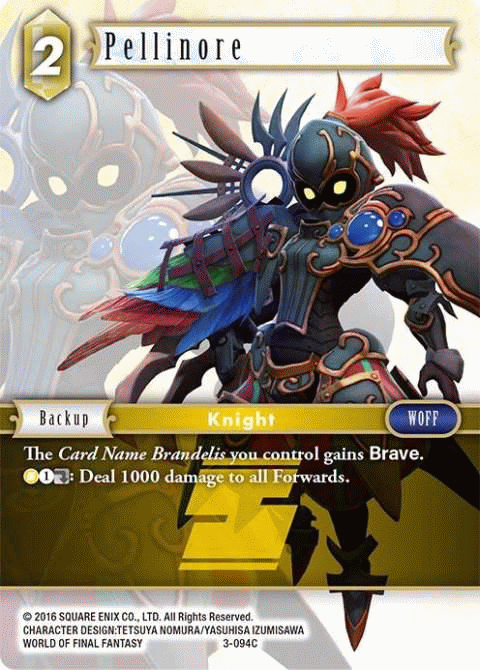 2
Pellinore
Backup
Knight
WOFF
The Card Name Brandelis you control gains Brave.
1: Deal 1000 damage to all Forwards.
© 2016 SQUARE ENIX CO., LTD. All Rights Reserved.
CHARACTER DESIGN:TETSUYA NOMURA/YASUHISA IZUMISAWA
WORLD OF FINAL FANTASY
3-094C